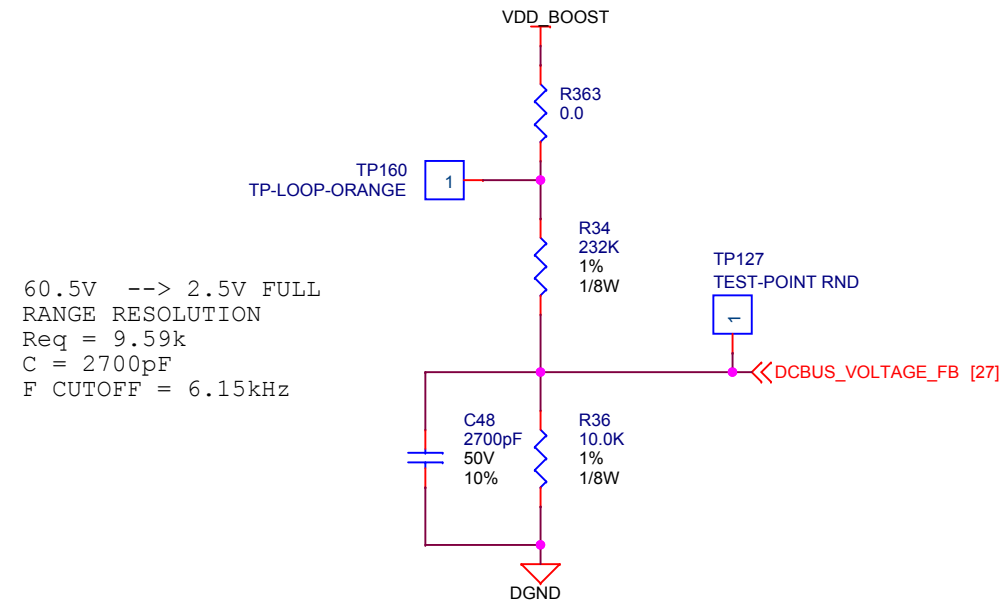 VDD_BOOST
R363
0.0
TP160
TP-LOOP-ORANGE
1
R34
232K
1%
1/8W
TP127
TEST-POINT RND
1
60.5V --> 2.5V FULL
RANGE RESOLUTION
Req = 9.59k
C = 2700pF
F CUTOFF = 6.15kHz
DCBUS_VOLTAGE_FB [27]
C48
2700pF
50V
10%
R36
10.0K
1%
1/8W
DGND